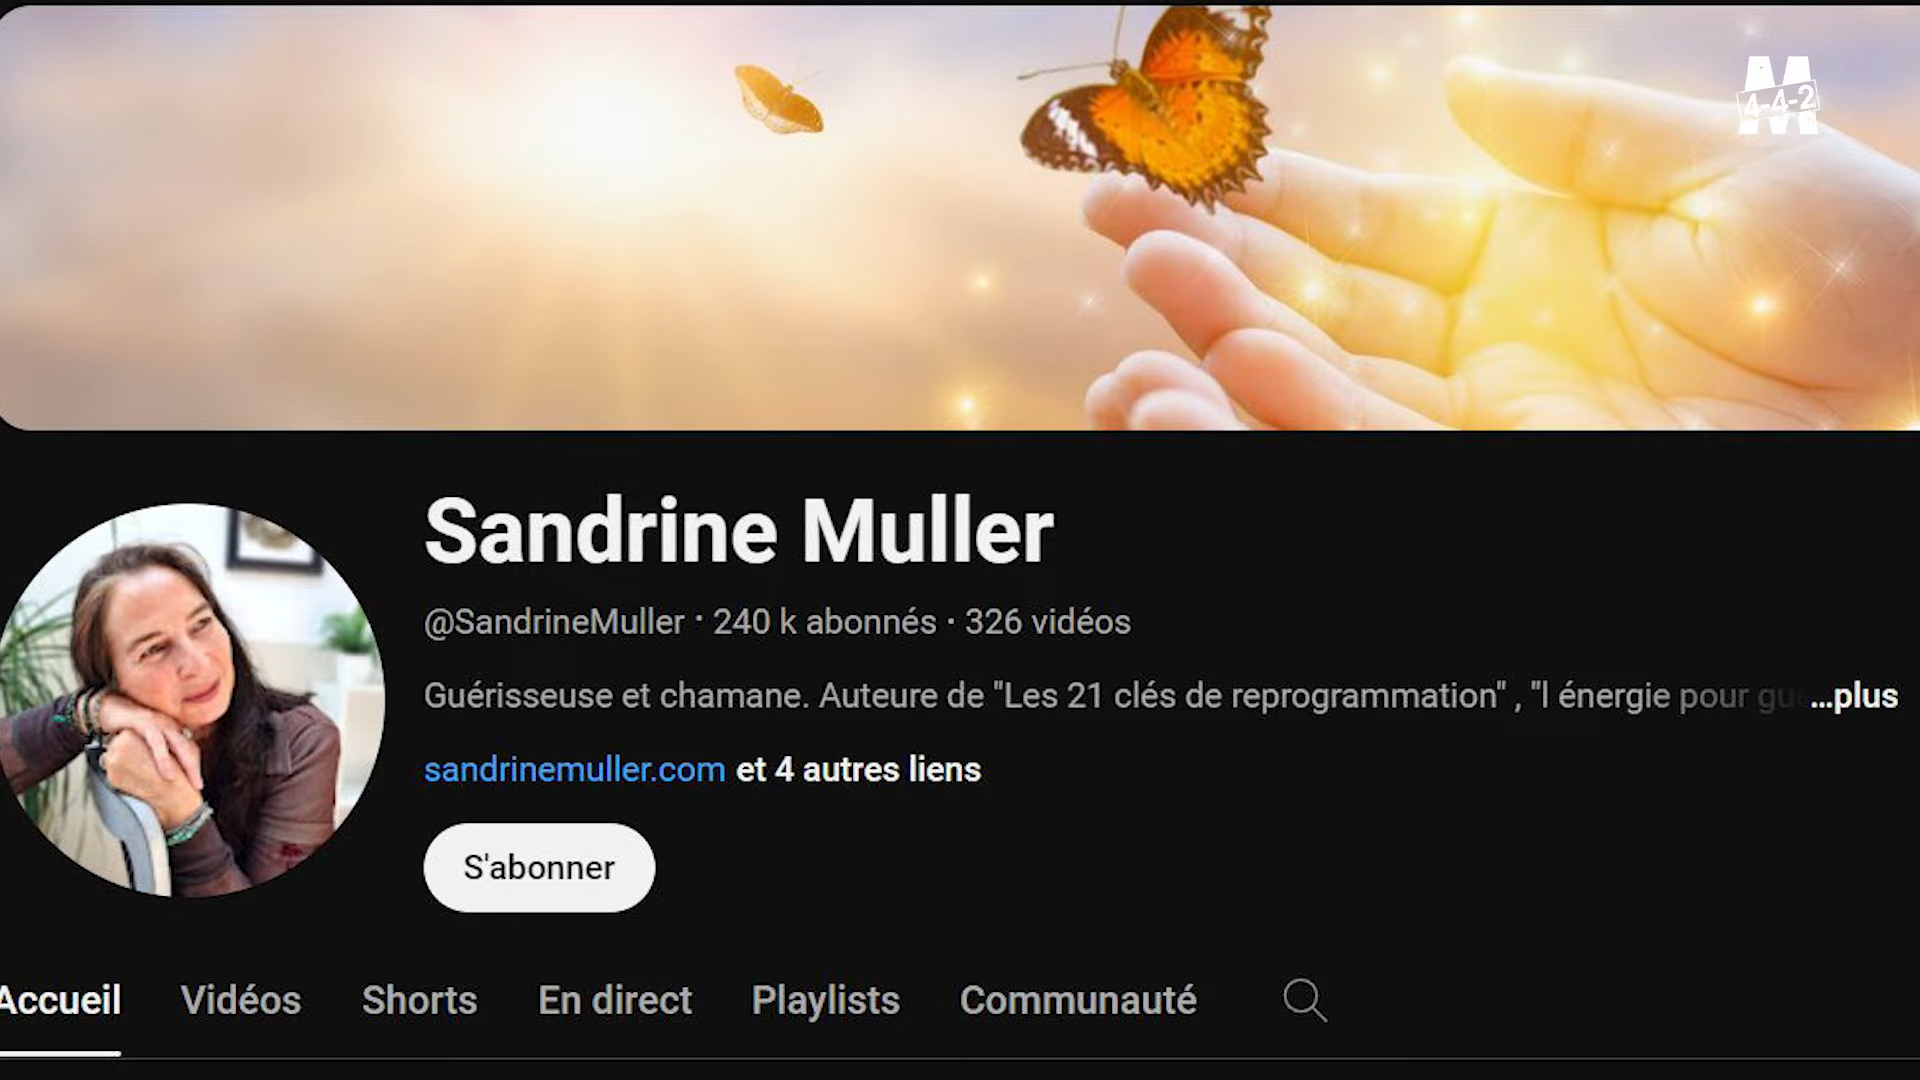 M
4-4-2
Sandrine Muller
@SandrineMuller · 240 k abonnés · 326 vidéos
Guérisseuse et chamane. Auteure de "Les 21 clés de reprogrammation" , "l énergie pour ...plus
sandrinemuller.com et 4 autres liens
S'abonner
Accueil Vidéos Shorts En direct Playlists Communauté